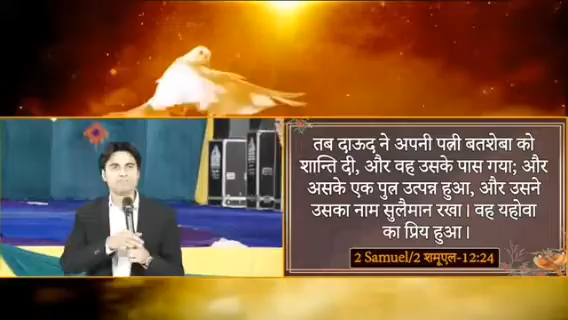 तब दाऊद ने अपनी पत्नी बतशेबा को
शान्ति दी, और वह उसके पास गया; और
असके एक पुत्र उत्पन्न हुआ, और उसने
उसका नाम सुलैमान रखा। वह यहोवा
का प्रिय हुआ।
2 Samuel/2 शमूएल-12:24